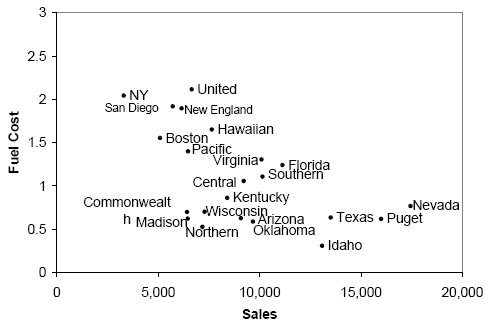 3
2.5
2
1.5
1
0.5
0
Fuel Cost
NY
United
San Diego
New England
Hawaiian
Boston
Pacific
Virginia
Florida
Southern
Central
Kentucky
Commonwealt
h
Wisconsin
Madison
Northern
Arizona
Oklahoma
Texas
Puget
Nevada
Idaho
0
5,000
10,000
15,000
20,000
Sales